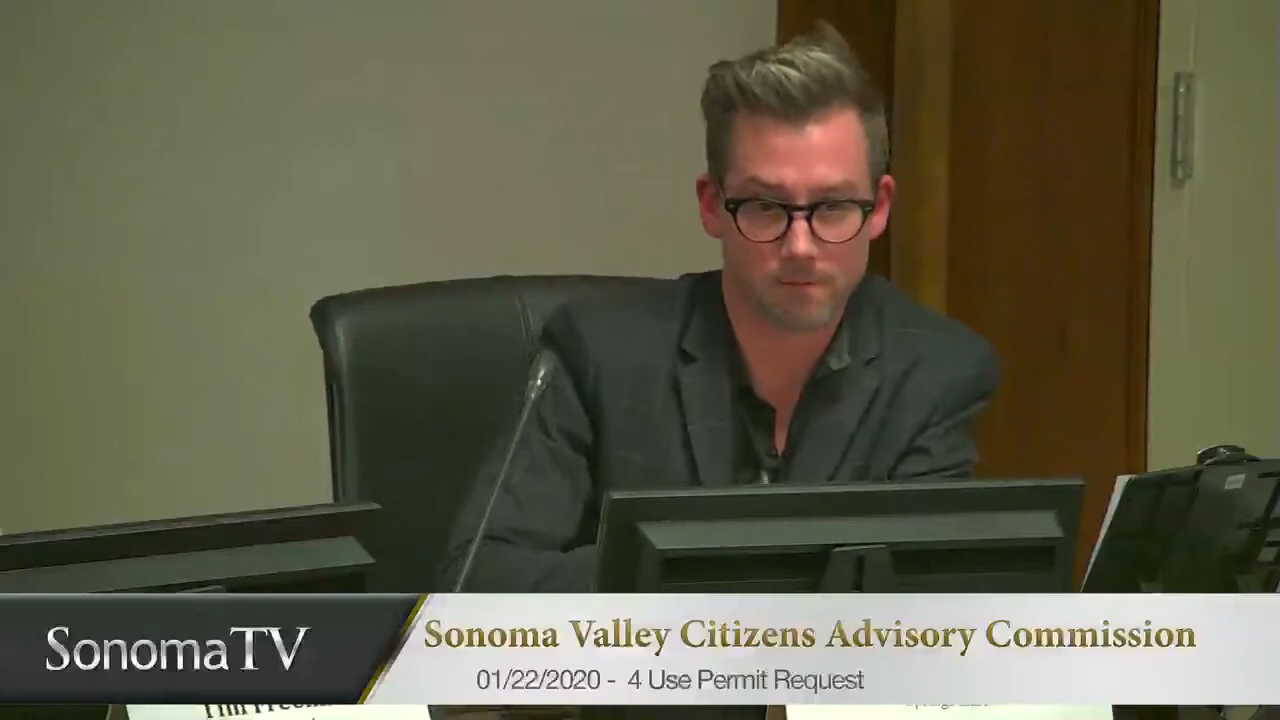 SonomaTV
Sonoma Valley Citizens Advisory Commission
01/22/2020 - 4 Use Permit Request